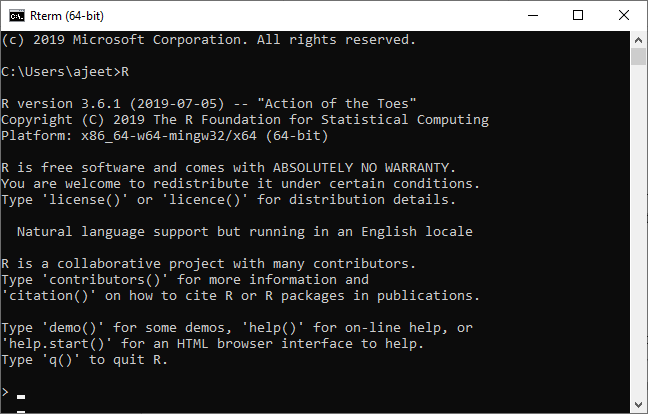 Rterm (64-bit)
(c) 2019 Microsoft Corporation. All rights reserved.
C:\Users\ajeet>R
R version 3.6.1 (2019-07-05) -- "Action of the Toes"
Copyright (C) 2019 The R Foundation for Statistical Computing
Platform: x86_64-w64-mingw32/x64 (64-bit)
R is free software and comes with ABSOLUTELY NO WARRANTY.
You are welcome to redistribute it under certain conditions.
Type 'license()' or 'licence()' for distribution details.
Natural language support but running in an English locale
R is a collaborative project with many contributors.
Type 'contributors()' for more information and
'citation()' on how to cite R or R packages in publications.
Type 'demo()' for some demos, 'help()' for on-line help, or
'help.start()' for an HTML browser interface to help.
Type 'q()' to quit R.
>